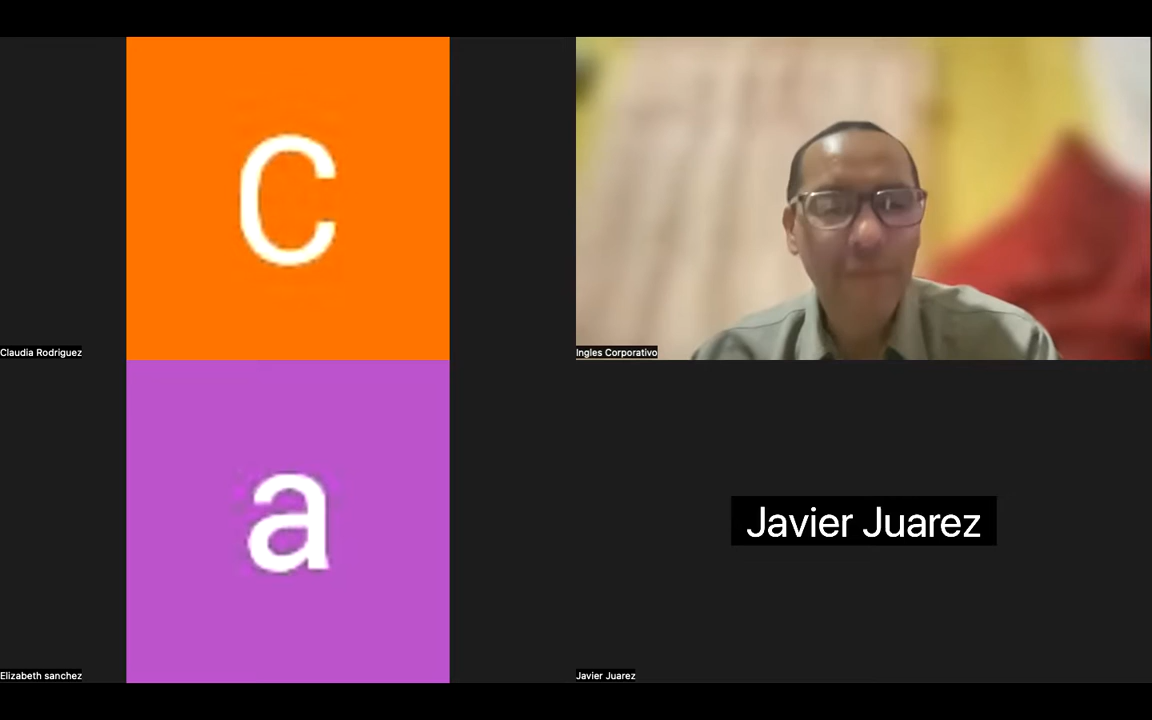 C
Claudia Rodriguez
Ingles Corporativo
a
Javier Juarez
Elizabeth sanchez
Javier Juarez